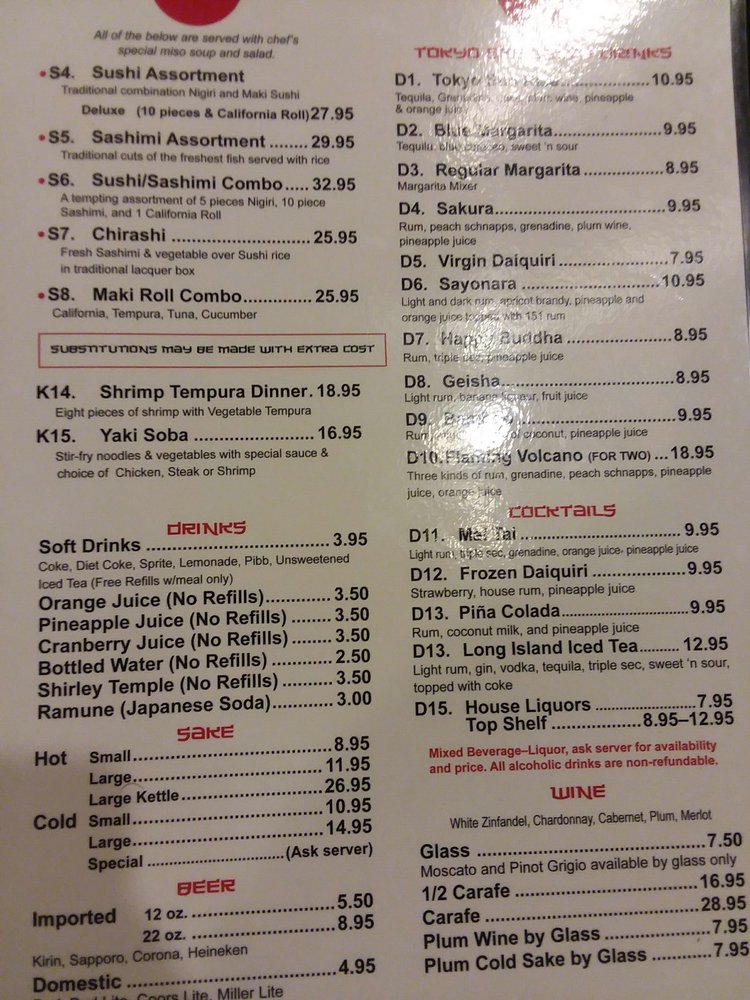 All of the below are served with chef's
special miso soup and salad.
• S4. Sushi Assortment
Traditional combination Nigiri and Maki Sushi
Deluxe (10 pieces & California Roll) 27.95
• S5. Sashimi Assortment ........ 29.95
Traditional cuts of the freshest fish served with rice
• S6. Sushi/Sashimi Combo ..... 32.95
A tempting assortment of 5 pieces Nigiri, 10 piece
Sashimi, and 1 California Roll
• S7. Chirashi ........................ 25.95
Fresh Sashimi & vegetable over Sushi rice
in traditional lacquer box
• S8. Maki Roll Combo ............. 25.95
California, Tempura, Tuna, Cucumber
SUBSTITUTIONS MAY BE MADE WITH EXTRA COST
K14. Shrimp Tempura Dinner. 18.95
Eight pieces of shrimp with Vegetable Tempura
K15. Yaki Soba ...................... 16.95
Stir-fry noodles & vegetables with special sauce &
choice of Chicken, Steak or Shrimp
DRINKS
Soft Drinks ............................ 3.95
Coke, Diet Coke, Sprite, Lemonade, Pibb, Unsweetened
Iced Tea (Free Refills w/meal only)
Orange Juice (No Refills) ............. 3.50
Pineapple Juice (No Refills) ........ 3.50
Cranberry Juice (No Refills) ........ 3.50
Bottled Water (No Refills) ............ 2.50
Shirley Temple (No Refills) .......... 3.50
Ramune (Japanese Soda) ........... 3.00
SAKE
Hot Small .................................. 8.95
Large .................................. 11.95
Large Kettle ........................ 26.95
Cold Small .................................. 10.95
Large .................................. 14.95
Special .............................. (Ask server)
BEER
Imported 12 oz. ........................ 5.50
22 oz. ........................ 8.95
Kirin, Sapporo, Corona, Heineken
Domestic .............................. 4.95
Coors Lite, Miller Lite
TOKYO DRINKS
D1. Tokyo ..................... 10.95
Tequila, plum wine, pineapple
& orange juice
D2. Blue Margarita ........................ 9.95
Tequila, blue curacao, sweet 'n sour
D3. Regular Margarita ................. 8.95
Margarita Mixer
D4. Sakura .................................. 9.95
Rum, peach schnapps, grenadine, plum wine,
pineapple juice
D5. Virgin Daiquiri ........................ 7.95
D6. Sayonara .............................. 10.95
Light and dark rum, apricot brandy, pineapple and
orange juice topped with 151 rum
D7. Happy Buddha ........................ 8.95
Rum, triple sec, pineapple juice
D8. Geisha .................................. 8.95
Light rum, banana liqueur, fruit juice
D9. .................................. 9.95
Rum, of coconut, pineapple juice
D10. Flaming Volcano (FOR TWO) ... 18.95
Three kinds of rum, grenadine, peach schnapps, pineapple
juice, orange juice
COCKTAILS
D11. Mai Tai .................................. 9.95
Light rum, triple sec, grenadine, orange juice, pineapple juice
D12. Frozen Daiquiri .................... 9.95
Strawberry, house rum, pineapple juice
D13. Piña Colada ........................... 9.95
Rum, coconut milk, and pineapple juice
D13. Long Island Iced Tea .......... 12.95
Light rum, gin, vodka, tequila, triple sec, sweet 'n sour,
topped with coke
D15. House Liquors ........................ 7.95
Top Shelf .................. 8.95–12.95
Mixed Beverage–Liquor, ask server for availability
and price. All alcoholic drinks are non-refundable.
WINE
White Zinfandel, Chardonnay, Cabernet, Plum, Merlot
Glass .................................. 7.50
Moscato and Pinot Grigio available by glass only
1/2 Carafe .............................. 16.95
Carafe .................................. 28.95
Plum Wine by Glass ................. 7.95
Plum Cold Sake by Glass ............ 7.95